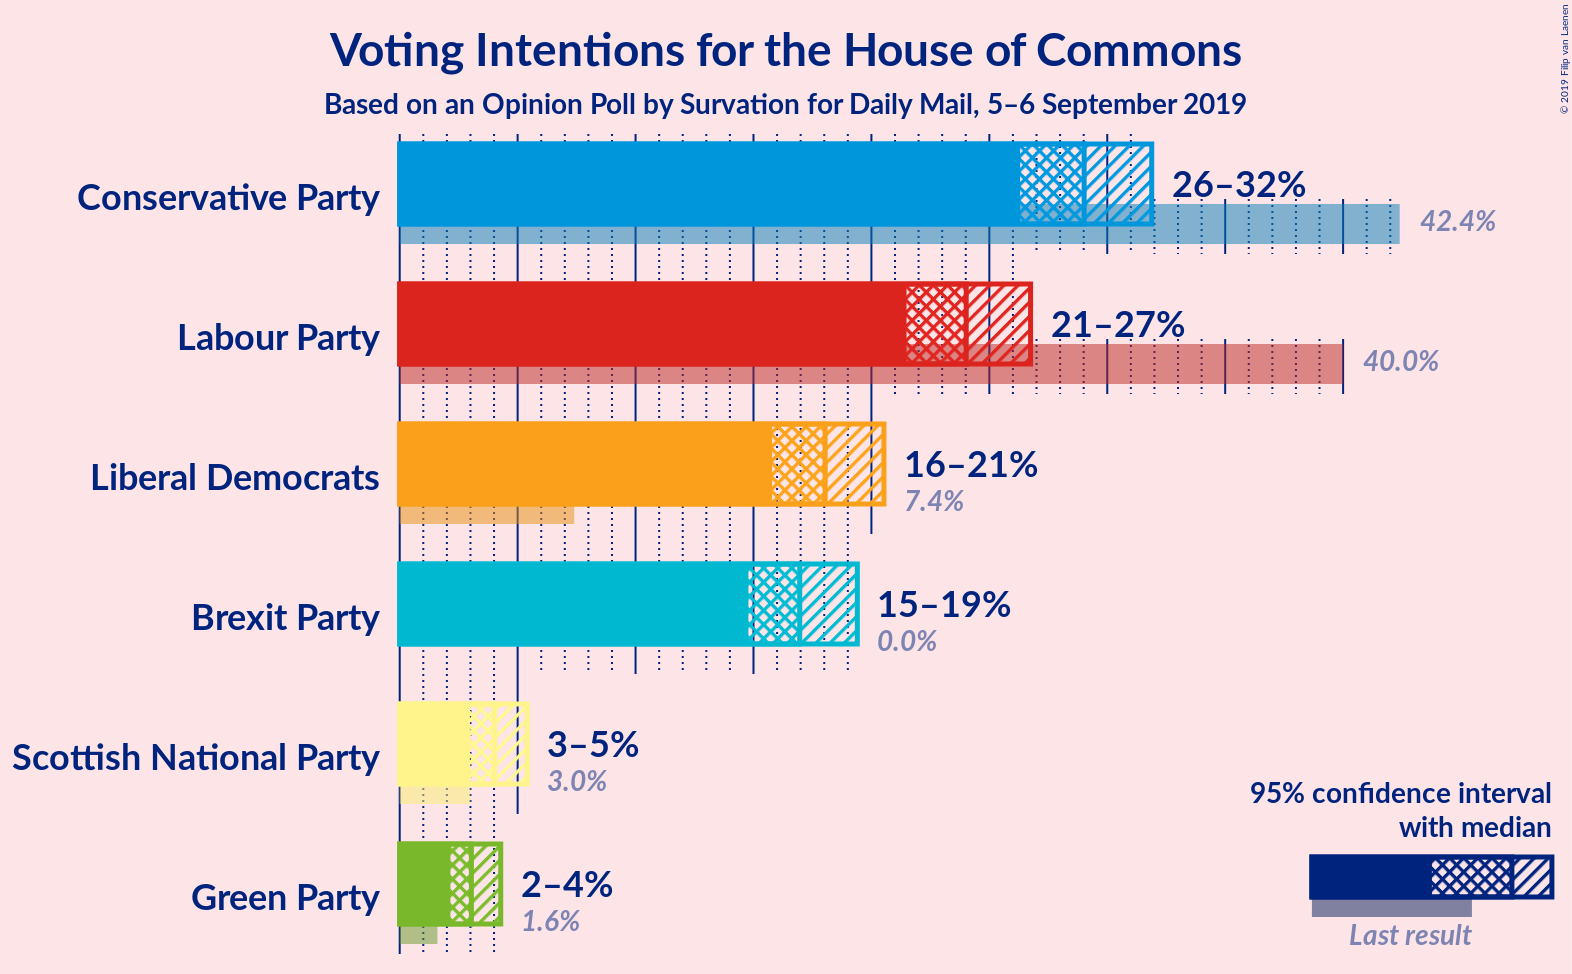 Voting Intentions for the House of Commons
Based on an Opinion Poll by Survation for Daily Mail, 5–6 September 2019
© 2019 Filip van Laenen
Conservative Party
26–32%
42.4%
Labour Party
21–27%
40.0%
Liberal Democrats
16–21%
7.4%
Brexit Party
15–19%
0.0%
Scottish National Party
3–5%
3.0%
Green Party
2–4%
1.6%
95% confidence interval
with median
Last result